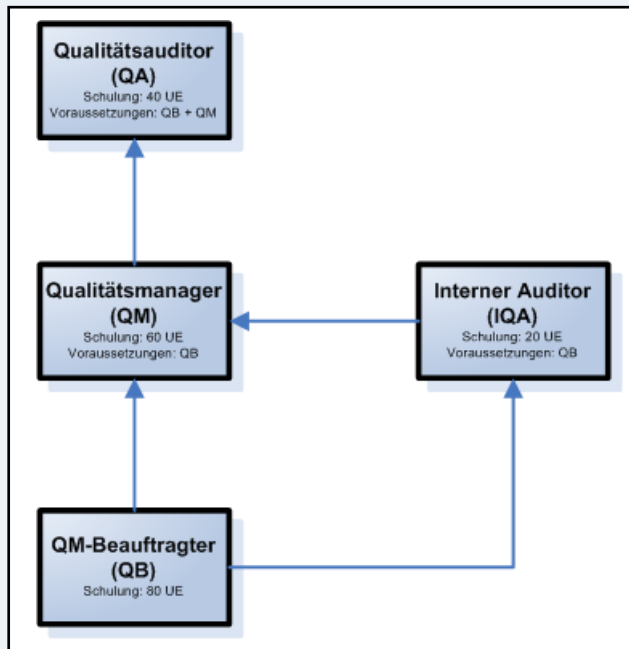 Qualitätsauditor
(QA)
Schulung: 40 UE
Voraussetzungen: QB + QM
Qualitätsmanager
(QM)
Schulung: 60 UE
Voraussetzungen: QB
Interner Auditor
(IQA)
Schulung: 20 UE
Voraussetzungen: QB
QM-Beauftragter
(QB)
Schulung: 80 UE